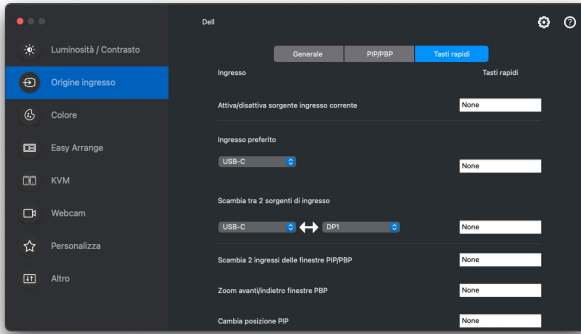 Dell
Luminosità / Contrasto
Origine ingresso
Colore
Easy Arrange
KVM
Webcam
Personalizza
Altro
Generale PIP/PBP Tasti rapidi
Ingresso Tasti rapidi
Attiva/disattiva sorgente ingresso corrente None
Ingresso preferito
USB-C None
Scambia tra 2 sorgenti di ingresso
USB-C DP1 None
Scambia 2 ingressi delle finestre PIP/PBP None
Zoom avanti/indietro finestre PBP None
Cambia posizione PIP None